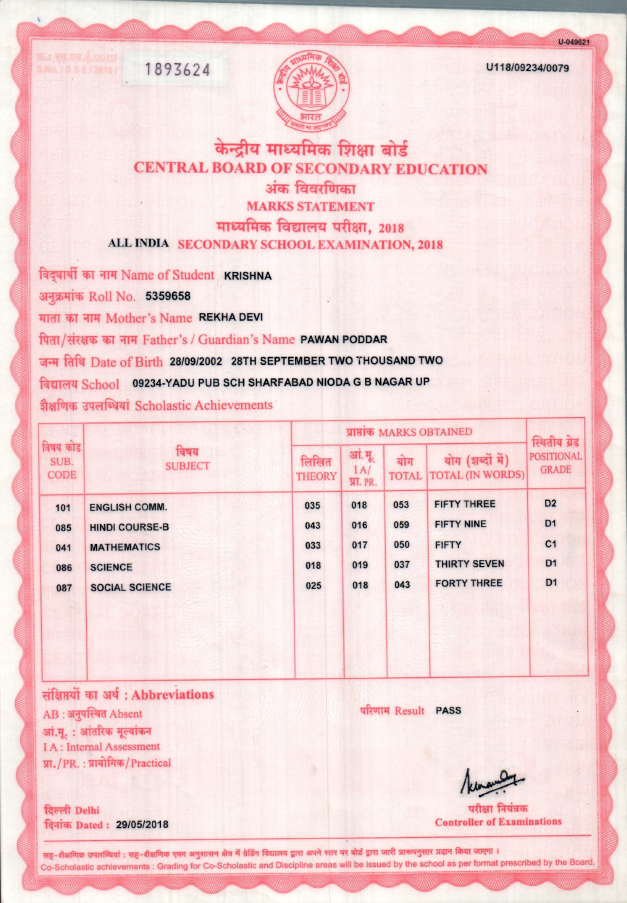 U-049621
1893624
U118/09234/0079
केन्द्रीय माध्यमिक शिक्षा बोर्ड
भारत
केन्द्रीय माध्यमिक शिक्षा बोर्ड
CENTRAL BOARD OF SECONDARY EDUCATION
अंक विवरणिका
MARKS STATEMENT
माध्यमिक विद्यालय परीक्षा, 2018
ALL INDIA SECONDARY SCHOOL EXAMINATION, 2018
विद्यार्थी का नाम Name of Student KRISHNA
अनुक्रमांक Roll No. 5359658
माता का नाम Mother's Name REKHA DEVI
पिता/संरक्षक का नाम Father's / Guardian's Name PAWAN PODDAR
जन्म तिथि Date of Birth 28/09/2002 28TH SEPTEMBER TWO THOUSAND TWO
विद्यालय School 09234-YADU PUB SCH SHARFABAD NIODA G B NAGAR UP
शैक्षणिक उपलब्धियां Scholastic Achievements
विषय कोड SUB. CODE
विषय SUBJECT
प्राप्तांक MARKS OBTAINED
लिखित THEORY
आं.मू. I A/ प्रा. PR.
योग TOTAL
योग (शब्दों में) TOTAL (IN WORDS)
स्थितीय ग्रेड POSITIONAL GRADE
101 ENGLISH COMM. 035 018 053 FIFTY THREE D2
085 HINDI COURSE-B 043 016 059 FIFTY NINE D1
041 MATHEMATICS 033 017 050 FIFTY C1
086 SCIENCE 018 019 037 THIRTY SEVEN D1
087 SOCIAL SCIENCE 025 018 043 FORTY THREE D1
संक्षिप्तियों का अर्थ : Abbreviations
AB : अनुपस्थित Absent
परिणाम Result PASS
आं.मू. : आंतरिक मूल्यांकन
I A : Internal Assessment
प्रा./PR. : प्रायोगिक/Practical
दिल्ली Delhi
दिनांक Dated : 29/05/2018
परीक्षा नियंत्रक
Controller of Examinations
सह-शैक्षणिक उपलब्धियां : सह-शैक्षणिक एवम अनुशासन क्षेत्र में ग्रेडिंग विद्यालय द्वारा अपने स्तर पर बोर्ड द्वारा जारी प्रारूपनुसार प्रदान किया जाएगा ।
Co-Scholastic achievements : Grading for Co-Scholastic and Discipline areas will be issued by the school as per format prescribed by the Board.